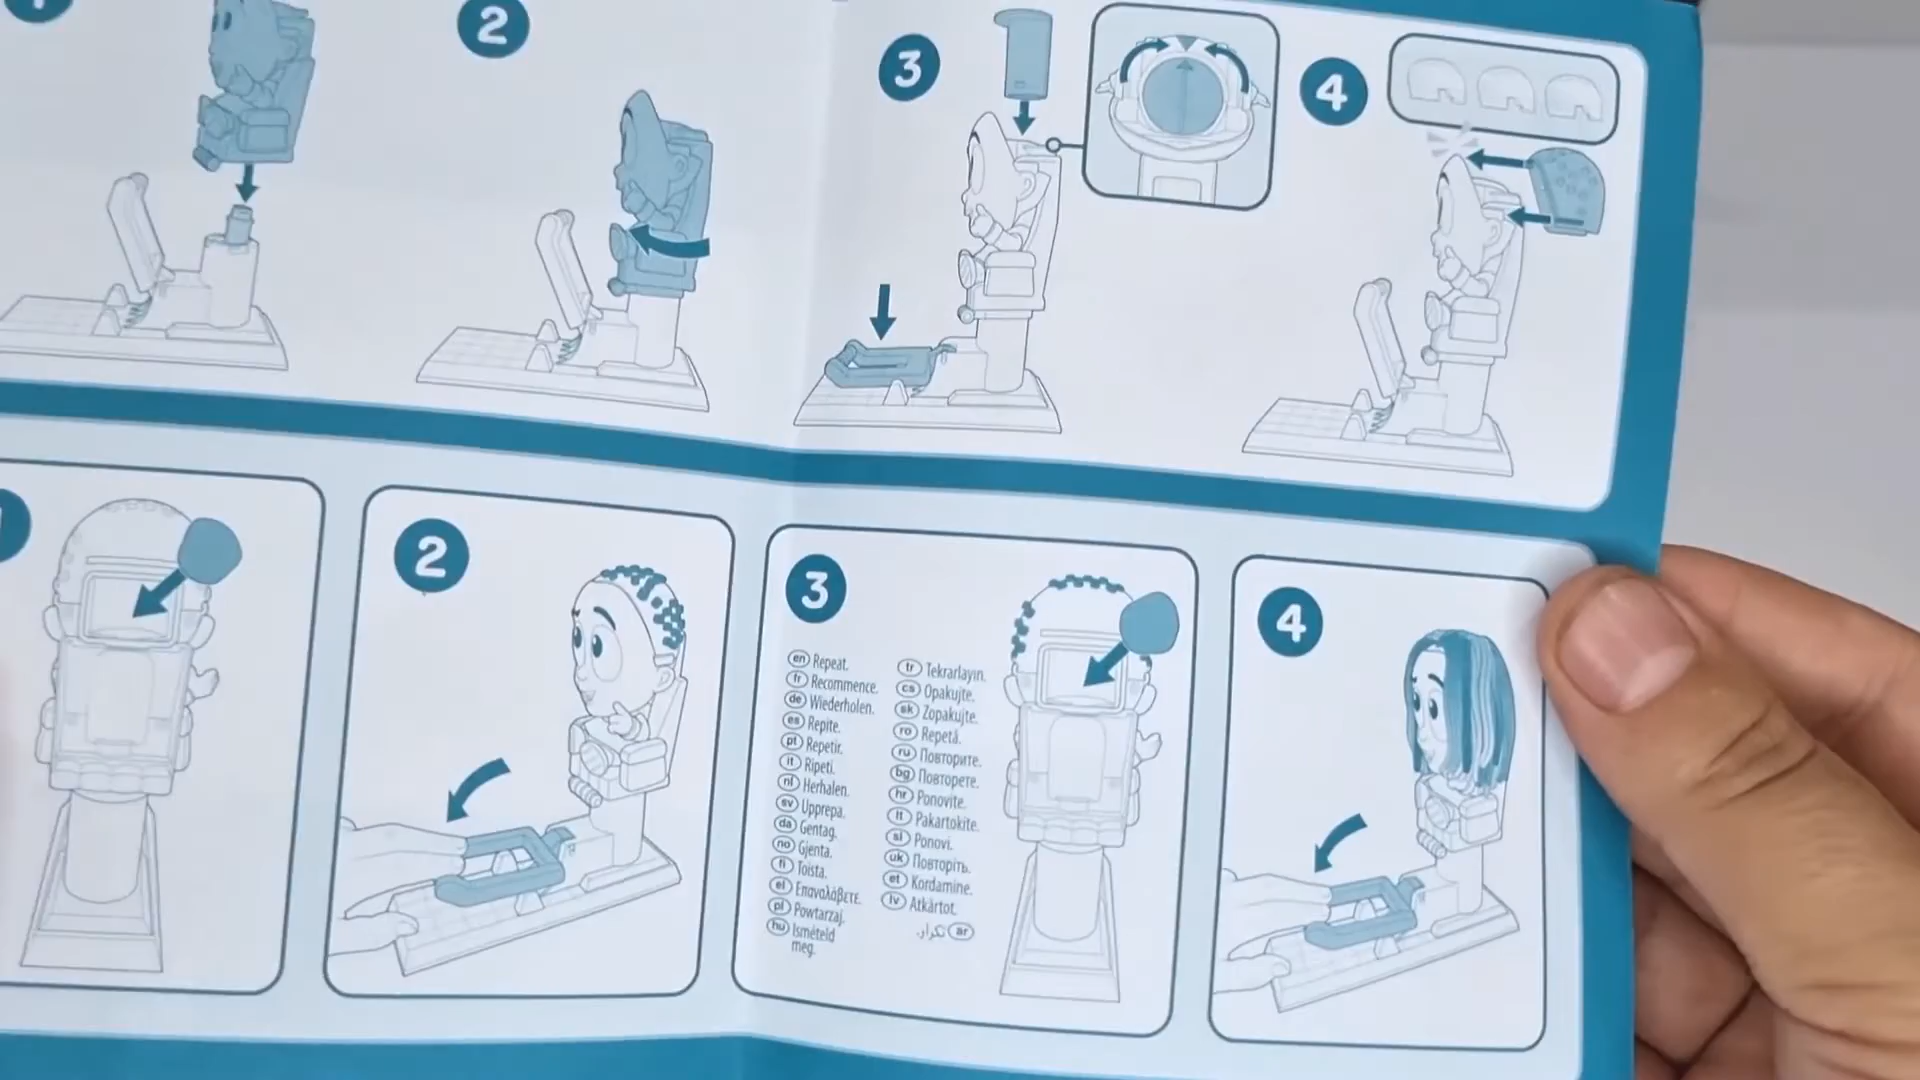 1
2
3
4
1
2
3
en Repeat.
fr Recommence.
de Wiederholen.
es Repite.
pt Repetir.
it Ripeti.
nl Herhalen.
sv Upprepa.
da Gentag.
no Gjenta.
fi Toista.
el Επαναλάβετε.
pl Powtarzaj.
hu Ismételd
meg.
tr Tekrarlayın.
cs Opakujte.
sk Zopakujte.
ro Repetă.
ru Повторите.
bg Повторете.
hr Ponovite.
lt Pakartokite.
sl Ponovi.
uk Повторіть.
et Kordamine.
lv Atkārtot.
ar تكرار.
4